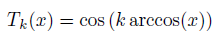 T_k(x) = cos (k arccos(x))